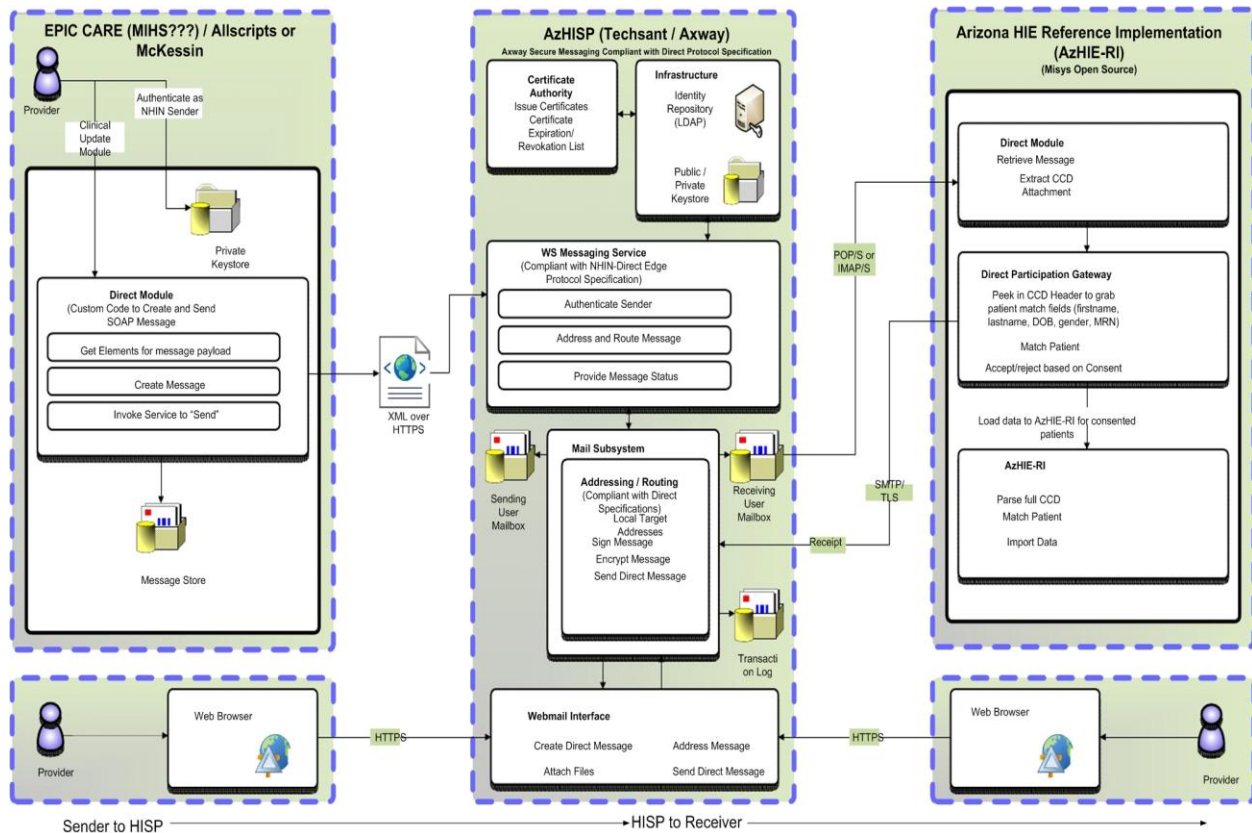 EPIC CARE (MIHS???) / Allscripts or
McKessin
Provider
Authenticate as
NHIN Sender
Clinical
Update
Module
Private
Keystore
Direct Module
(Custom Code to Create and Send
SOAP Message
Get Elements for message payload
Create Message
Invoke Service to “Send”
Message Store
XML over
HTTPS
AzHISP (Techsant / Axway)
Axway Secure Messaging Compliant with Direct Protocol Specification
Certificate
Authority
Issue Certificates
Certificate
Expiration/
Revokation List
Infrastructure
Identity
Repository
(LDAP)
Public /
Private
Keystore
WS Messaging Service
(Compliant with NHIN-Direct Edge
Protocol Specification)
Authenticate Sender
Address and Route Message
Provide Message Status
Mail Subsystem
Sending
User
Mailbox
Addressing / Routing
(Compliant with Direct
Specifications)
Local Target
Addresses
Sign Message
Encrypt Message
Send Direct Message
Receiving
User
Mailbox
Transacti
on Log
POP/S or
IMAP/S
SMTP/
TLS
Receipt
Arizona HIE Reference Implementation
(AzHIE-RI)
(Misys Open Source)
Direct Module
Retrieve Message
Extract CCD
Attachment
Direct Participation Gateway
Peek in CCD Header to grab
patient match fields (firstname,
lastname, DOB, gender, MRN)
Match Patient
Accept/reject based on Consent
Load data to AzHIE-RI for consented
patients
AzHIE-RI
Parse full CCD
Match Patient
Import Data
Provider
Web Browser
HTTPS
Webmail Interface
Create Direct Message
Address Message
Attach Files
Send Direct Message
HTTPS
Web Browser
Provider
Sender to HISP
HISP to Receiver